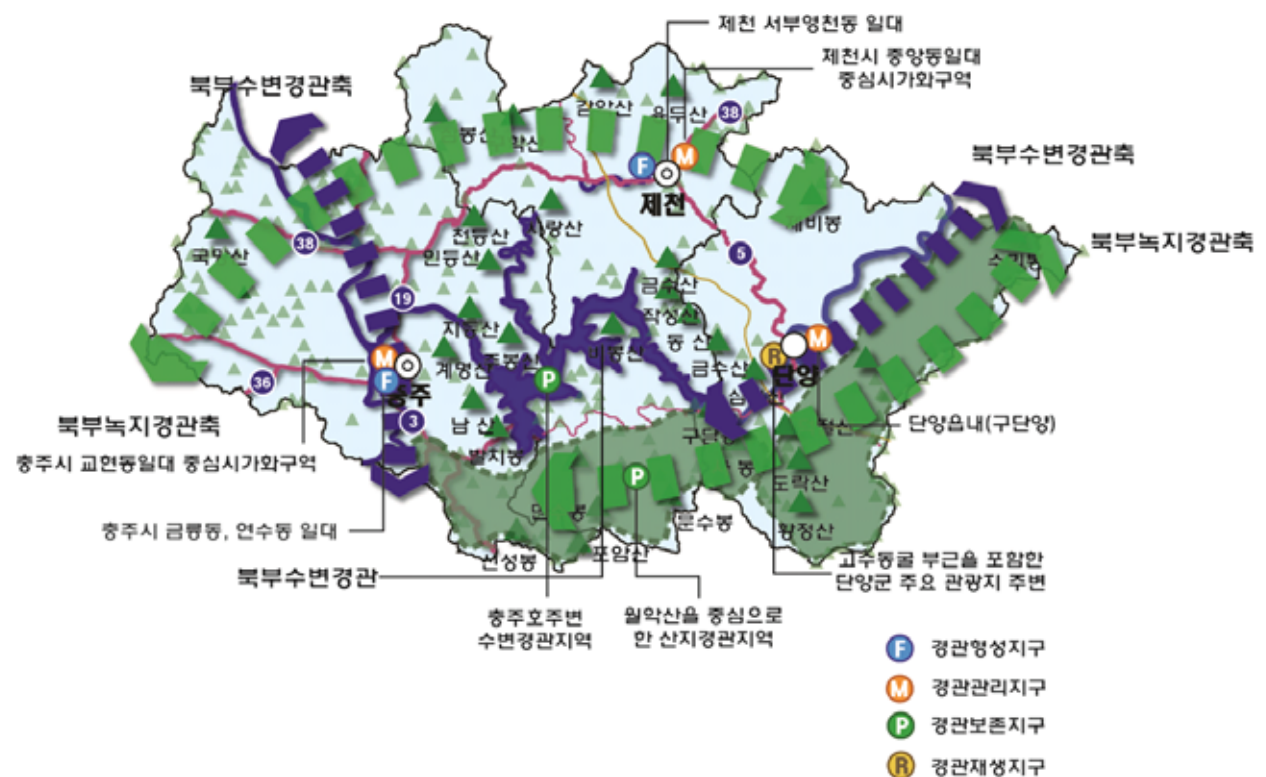 제천 서부영천동 일대
제천시 중앙동일대
중심시가화구역
북부수변경관축
감악산
38
북부수변경관축
F
M
제천
제비봉
북부녹지경관축
사랑산
천등산
38
인등산
5
국망산
금수산
19
지등산
작성산
동 산
M
계명산
비봉산
금수산
M
R
F
충주
P
단양
36
3
남 산
북부녹지경관축
발치봉
단양읍내(구단양)
충주시 교현동일대 중심시가화구역
P
도락산
문수봉
황정산
충주시 금릉동, 연수동 일대
신성봉
포암산
고수동굴 부근을 포함한
단양군 주요 관광지 주변
북부수변경관
충주호주변
수변경관지역
월악산을 중심으로
한 산지경관지역
F 경관형성지구
M 경관관리지구
P 경관보존지구
R 경관재생지구